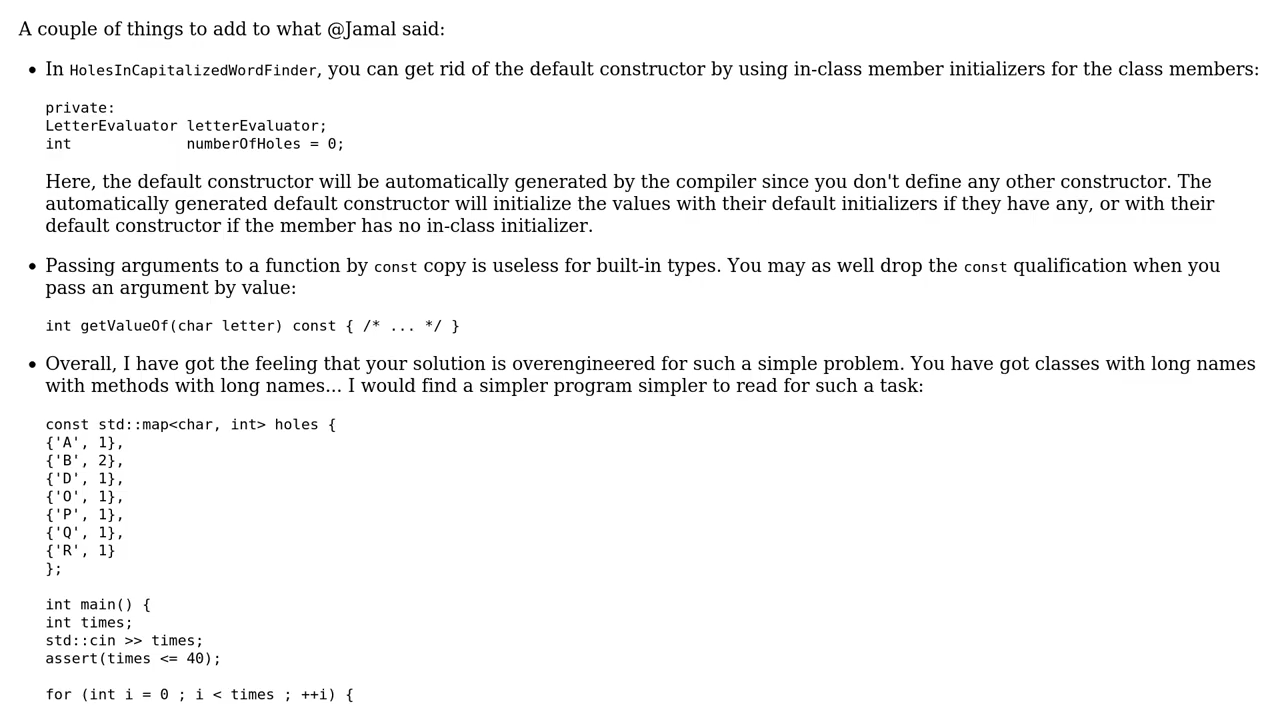 A couple of things to add to what @Jamal said:
• In HolesInCapitalizedWordFinder, you can get rid of the default constructor by using in-class member initializers for the class members:
private:
LetterEvaluator letterEvaluator;
int             numberOfHoles = 0;
Here, the default constructor will be automatically generated by the compiler since you don't define any other constructor. The
automatically generated default constructor will initialize the values with their default initializers if they have any, or with their
default constructor if the member has no in-class initializer.
• Passing arguments to a function by const copy is useless for built-in types. You may as well drop the const qualification when you
pass an argument by value:
int getValueOf(char letter) const { /* ... */ }
• Overall, I have got the feeling that your solution is overengineered for such a simple problem. You have got classes with long names
with methods with long names... I would find a simpler program simpler to read for such a task:
const std::map<char, int> holes {
{'A', 1},
{'B', 2},
{'D', 1},
{'O', 1},
{'P', 1},
{'Q', 1},
{'R', 1}
};
int main() {
int times;
std::cin >> times;
assert(times <= 40);
for (int i = 0 ; i < times ; ++i) {